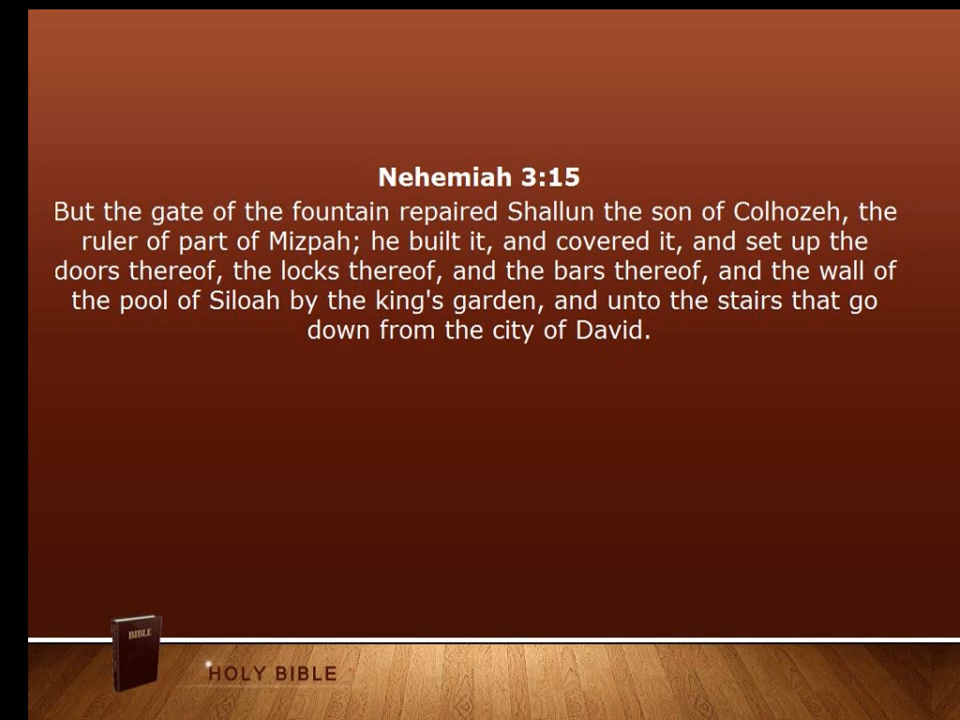 Nehemiah 3:15
But the gate of the fountain repaired Shallun the son of Colhozeh, the
ruler of part of Mizpah; he built it, and covered it, and set up the
doors thereof, the locks thereof, and the bars thereof, and the wall of
the pool of Siloah by the king's garden, and unto the stairs that go
down from the city of David.
BIBLE
HOLY BIBLE